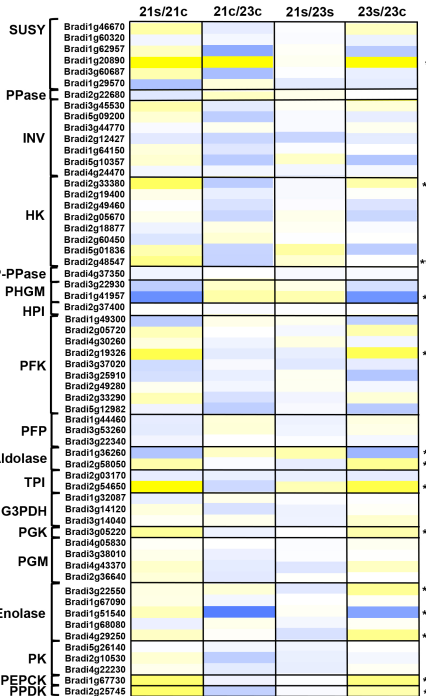 21s/21c 21c/23c 21s/23s 23s/23c
SUSY
Bradi1g46670
Bradi1g60320
Bradi1g62957
Bradi1g20890
Bradi3g60687
Bradi1g29570
PPase
Bradi2g22680
INV
Bradi3g45530
Bradi5g09200
Bradi3g44770
Bradi2g12427
Bradi1g64150
Bradi5g10357
Bradi4g24470
HK
Bradi2g33380 *
Bradi2g19400
Bradi2g49460
Bradi2g05670
Bradi2g18877
Bradi2g60450
Bradi5g01836
Bradi2g48547 *
P-PPase
Bradi4g37350
PHGM
Bradi3g22930
Bradi1g41957 *
HPI
Bradi2g37400
PFK
Bradi1g49300
Bradi2g05720
Bradi4g30260
Bradi2g19326 *
Bradi3g37020
Bradi3g25910
Bradi2g49280
Bradi2g33290
Bradi5g12982
PFP
Bradi1g44460
Bradi3g53260
Bradi3g22340
ldolase
Bradi1g36260 *
Bradi2g58050 *
TPI
Bradi2g03170
Bradi2g54650 *
G3PDH
Bradi1g32087
Bradi3g14120
Bradi3g14040
PGK
Bradi3g05220 *
PGM
Bradi4g05830
Bradi3g38010
Bradi4g43370
Bradi2g36640
Enolase
Bradi3g22550 *
Bradi1g67090
Bradi1g51540 *
Bradi1g68080
Bradi4g29250 *
PK
Bradi5g26140
Bradi2g10530
Bradi4g22230
PEPCK
Bradi1g67730 *
PPDK
Bradi2g25745 *